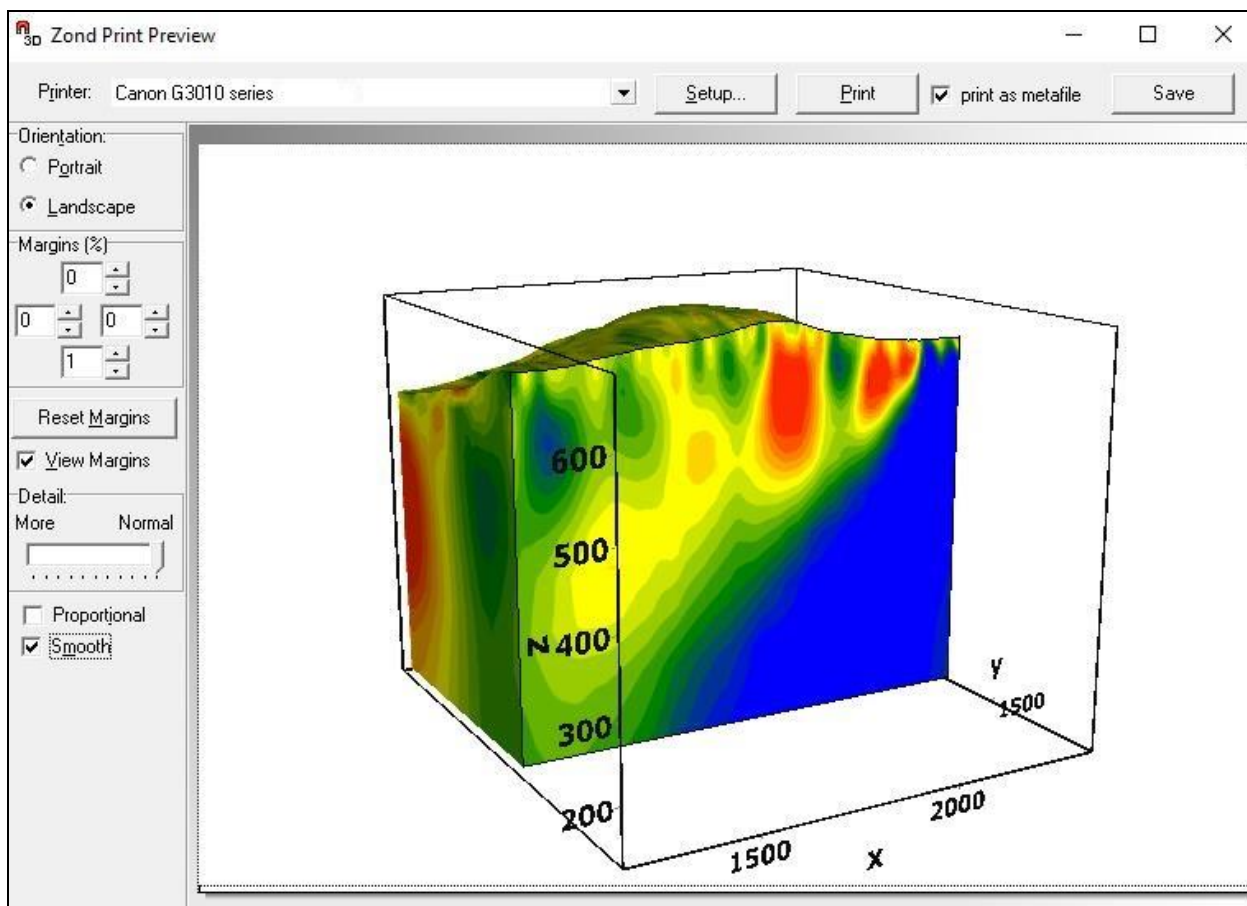 3D Zond Print Preview
Printer: Canon G3010 series Setup... Print print as metafile Save
Orientation:
Portrait
Landscape
Margins (%)
0
0 0
1
Reset Margins
View Margins
Detail:
More Normal
Proportional
Smooth
600
500
Z 400
300
200
y
1500
2000
1500
X